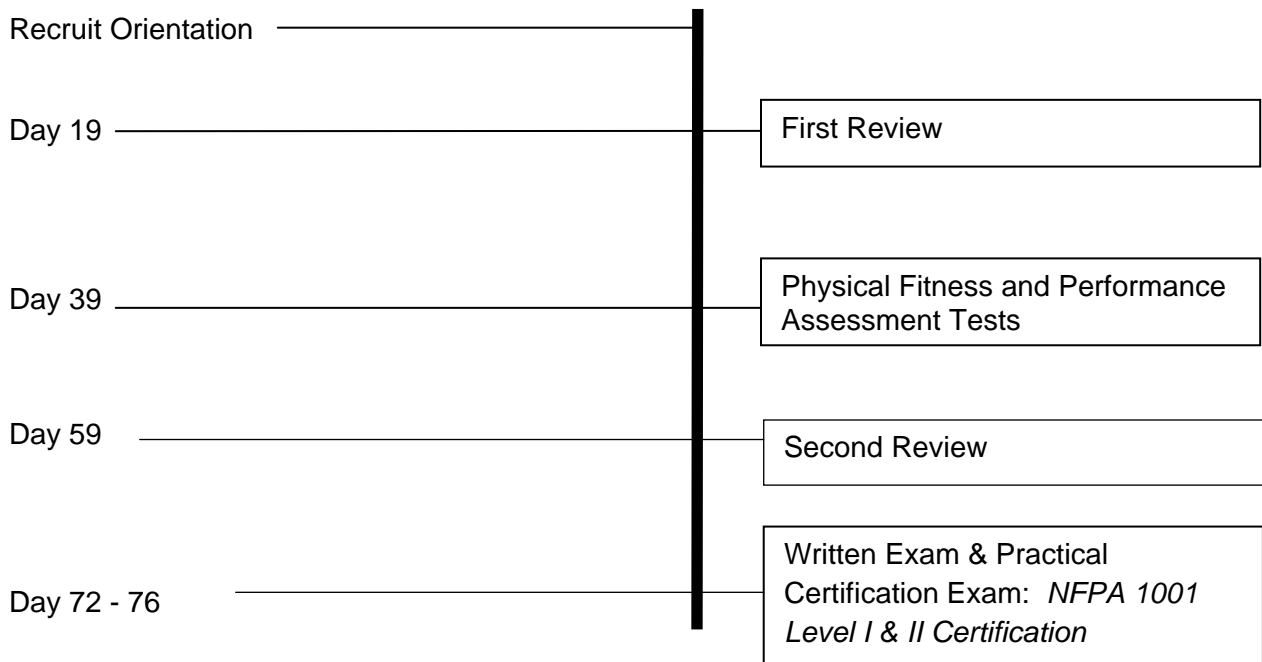 Recruit Orientation
Day 19
First Review
Day 39
Physical Fitness and Performance
Assessment Tests
Day 59
Second Review
Day 72 - 76
Written Exam & Practical
Certification Exam: NFPA 1001
Level I & II Certification